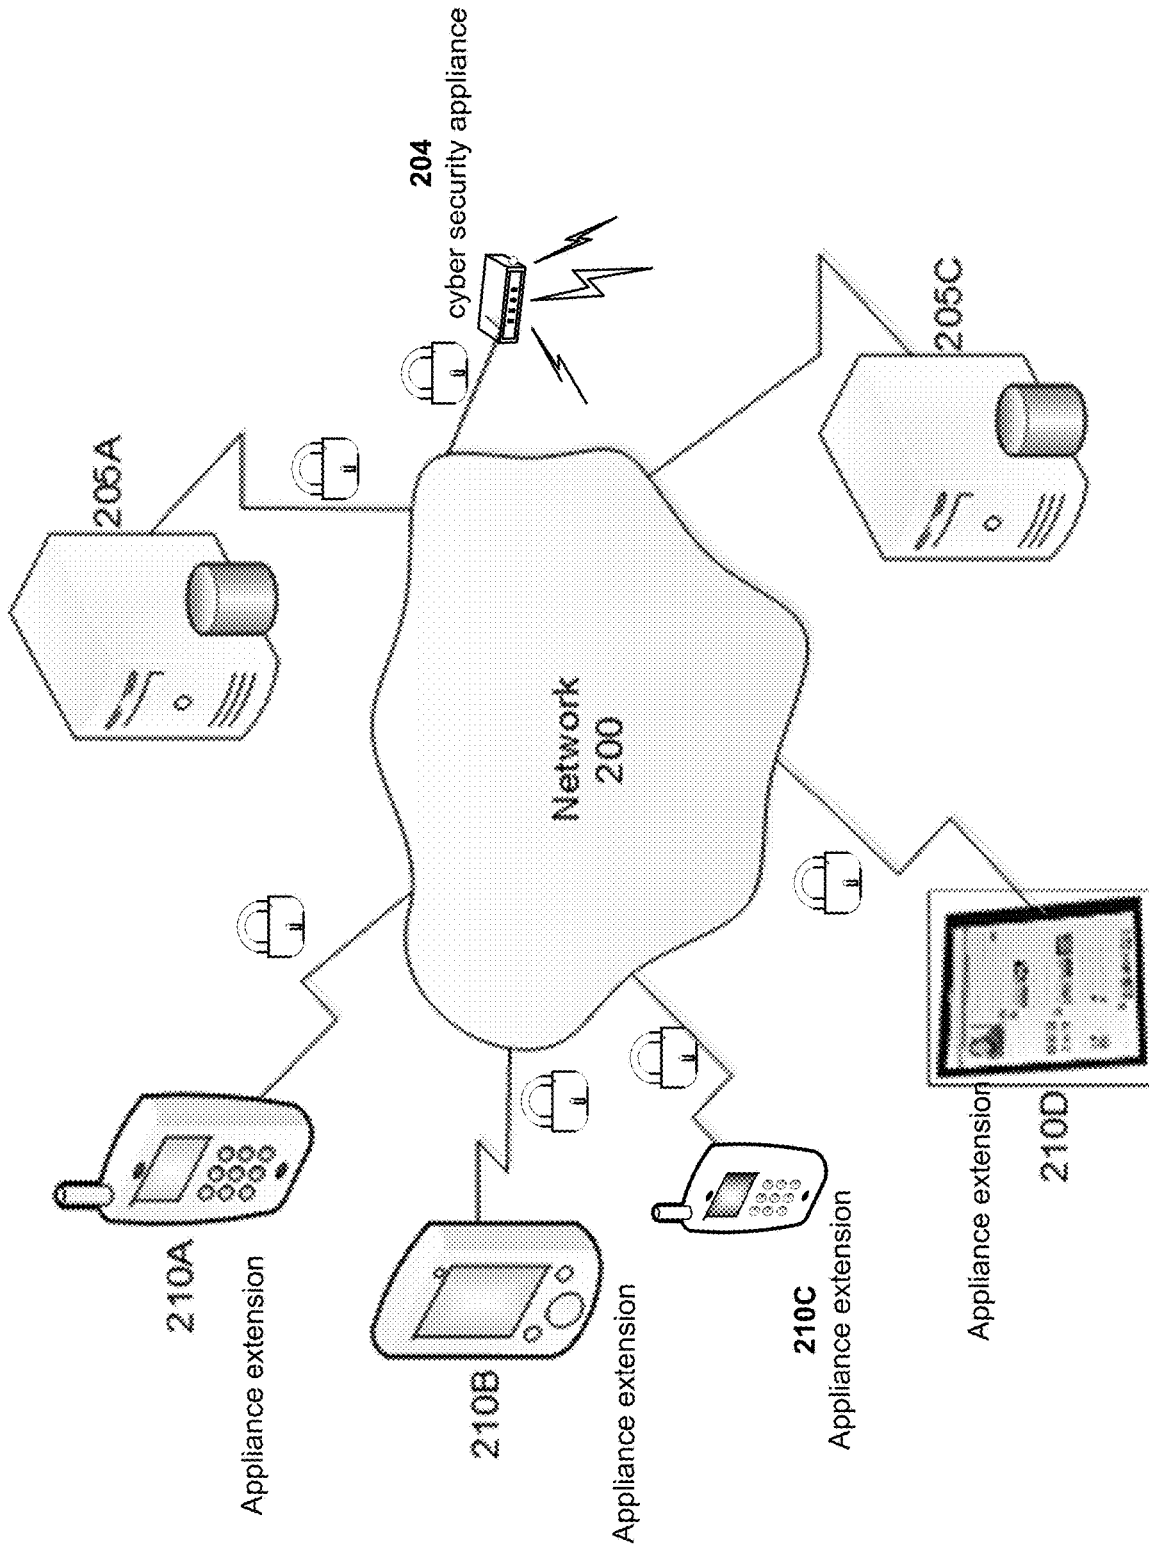 210A
Appliance extension
210B
Appliance extension
210C
Appliance extension
Appliance extension
210D
Network
200
205A
204
cyber security appliance
205C